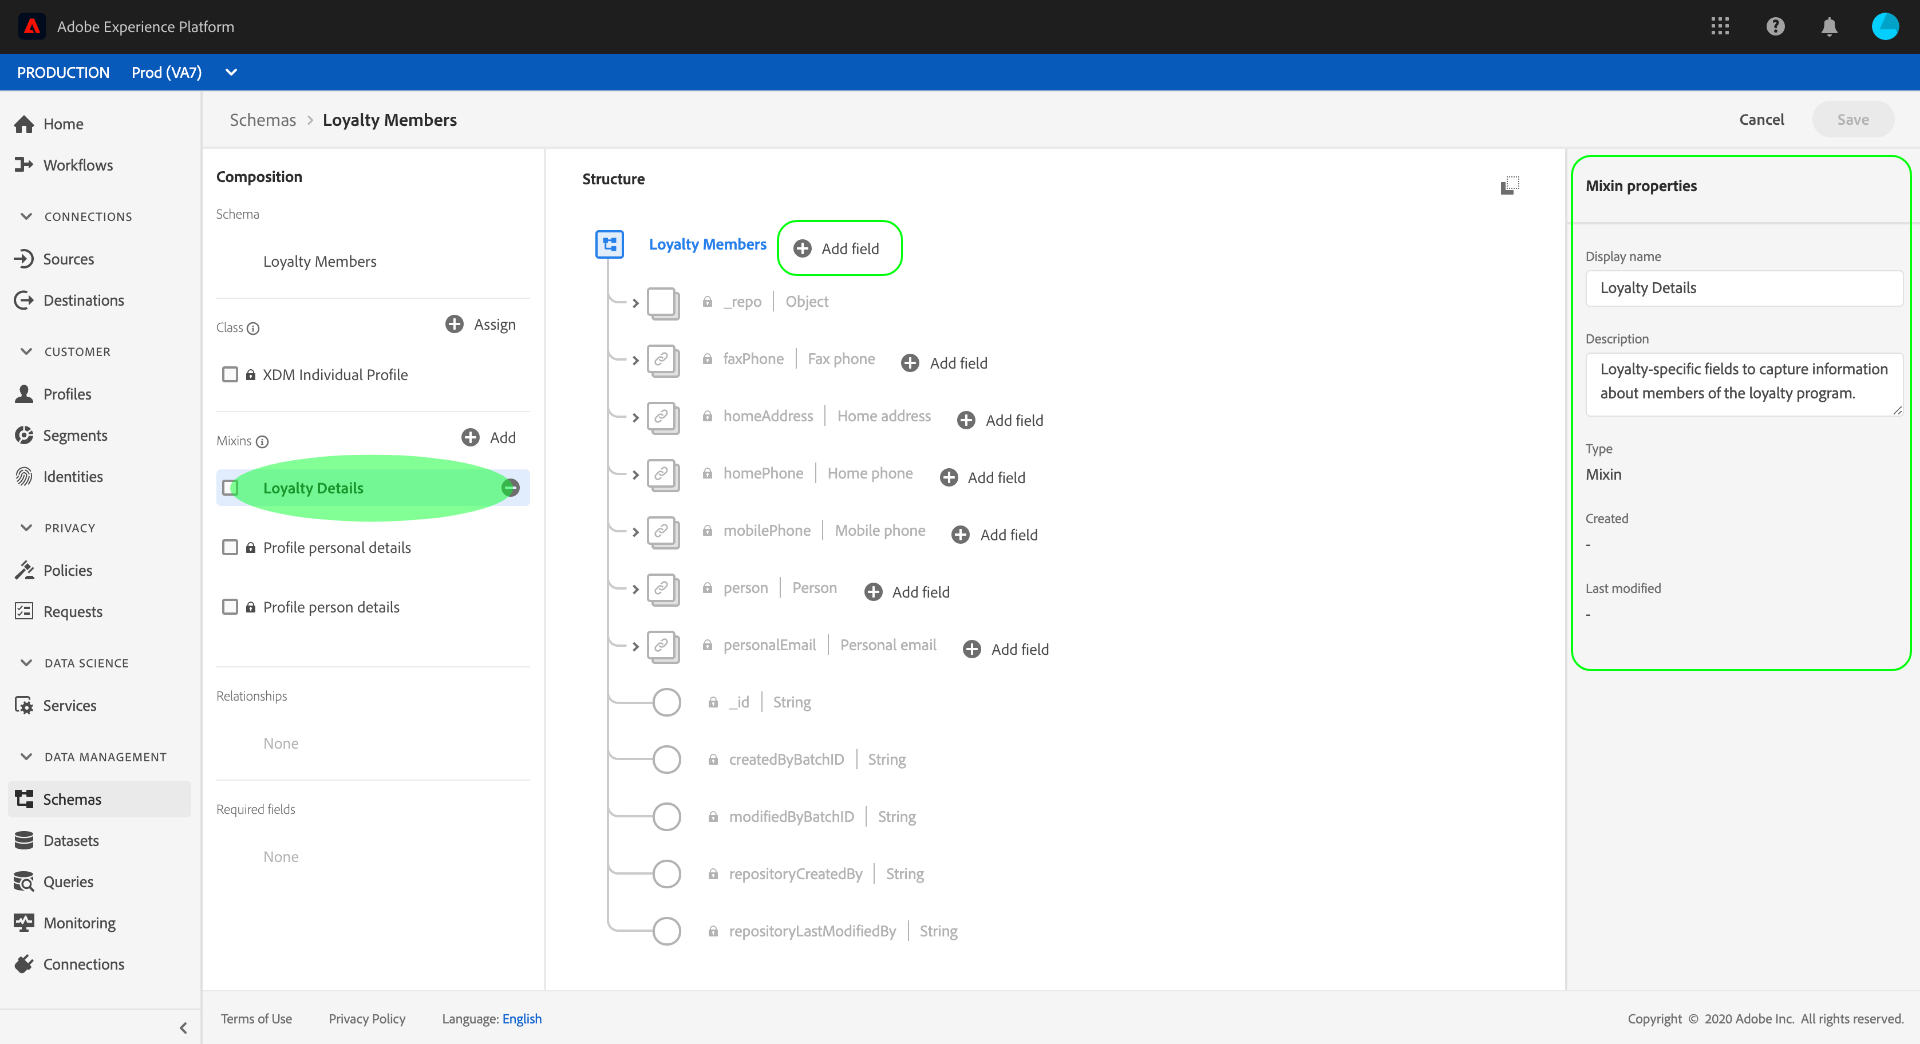 Adobe Experience Platform
PRODUCTION Prod (VA7)
Home
Workflows
CONNECTIONS
Sources
Destinations
CUSTOMER
Profiles
Segments
Identities
PRIVACY
Policies
Requests
DATA SCIENCE
Services
DATA MANAGEMENT
Schemas
Datasets
Queries
Monitoring
Connections
Schemas > Loyalty Members
Cancel
Save
Composition
Schema
Loyalty Members
Class
Assign
XDM Individual Profile
Mixins
Add
Loyalty Details
Profile personal details
Profile person details
Relationships
None
Required fields
None
Structure
Loyalty Members Add field
_repo | Object
faxPhone | Fax phone Add field
homeAddress | Home address Add field
homePhone | Home phone Add field
mobilePhone | Mobile phone Add field
person | Person Add field
personalEmail | Personal email Add field
_id | String
createdByBatchID | String
modifiedByBatchID | String
repositoryCreatedBy | String
repositoryLastModifiedBy | String
Mixin properties
Display name
Loyalty Details
Description
Loyalty-specific fields to capture information
about members of the loyalty program.
Type
Mixin
Created
-
Last modified
-
Terms of Use Privacy Policy Language: English
Copyright © 2020 Adobe Inc. All rights reserved.